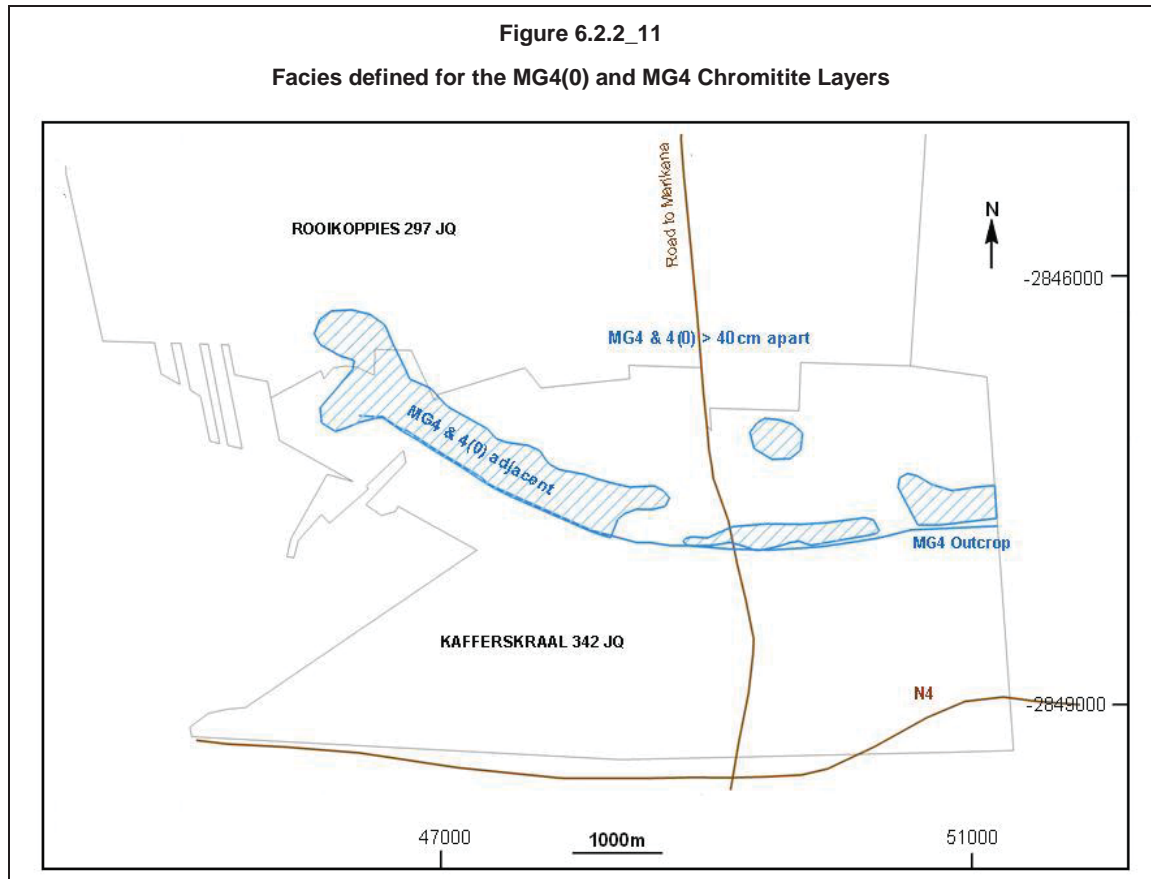 Figure 6.2.2_11
Facies defined for the MG4(0) and MG4 Chromitite Layers
ROOIKOPPIES 297 JQ
Road to Marikana
N
-2846000
MG4 & 4(0) > 40cm apart
MG4 & 4(0) adjacent
MG4 Outcrop
KAFFERSKRAAL 342 JQ
N4
-2849000
47000
1000m
51000